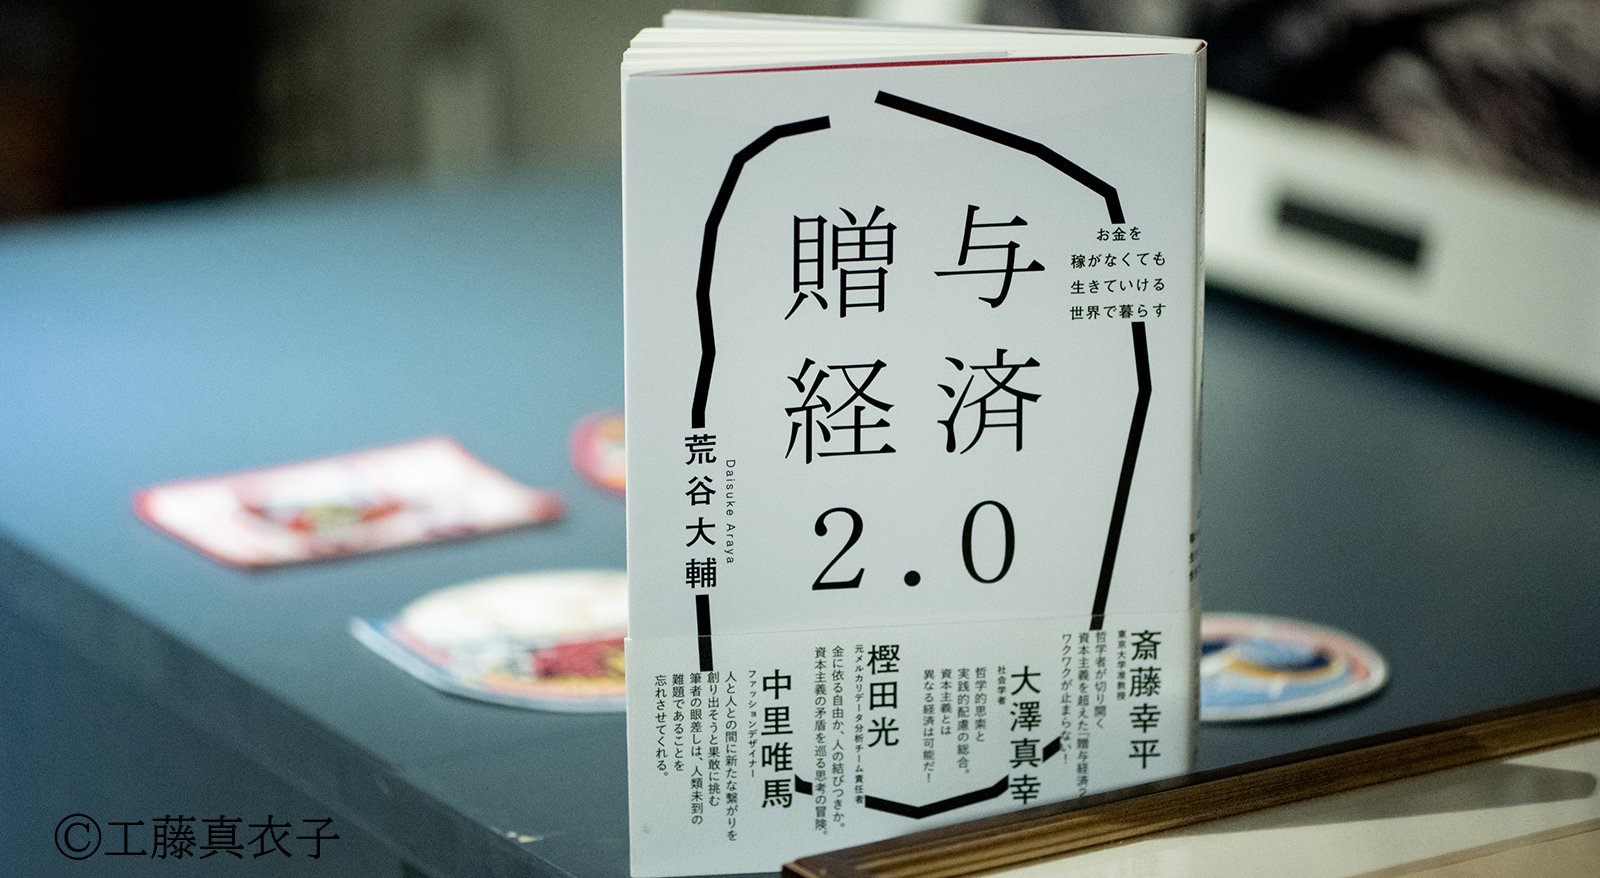 贈与
経済
2.0
お金を
稼がなくても
生きていける
世界で暮らす
荒谷大輔
Daisuke Araya
斎藤幸平
東京大学准教授
哲学者が切り開く
資本主義を超えた「贈与経済2
ワクワクが止まらない!
大澤真幸
社会学者
哲学的思索と
実践的配慮の総合。
資本主義とは
異なる経済は可能だ!
樫田光
元メルカリデータ分析チーム責任者
金に依る自由か、人の結びつきか。
資本主義の矛盾を巡る思考の冒険。
中里唯馬
ファッションデザイナー
人と人との間に新たな繋がりを
創り出そうと果敢に挑む
筆者の眼差しは、人類未到の
難題であることを
忘れさせてくれる。
©工藤真衣子